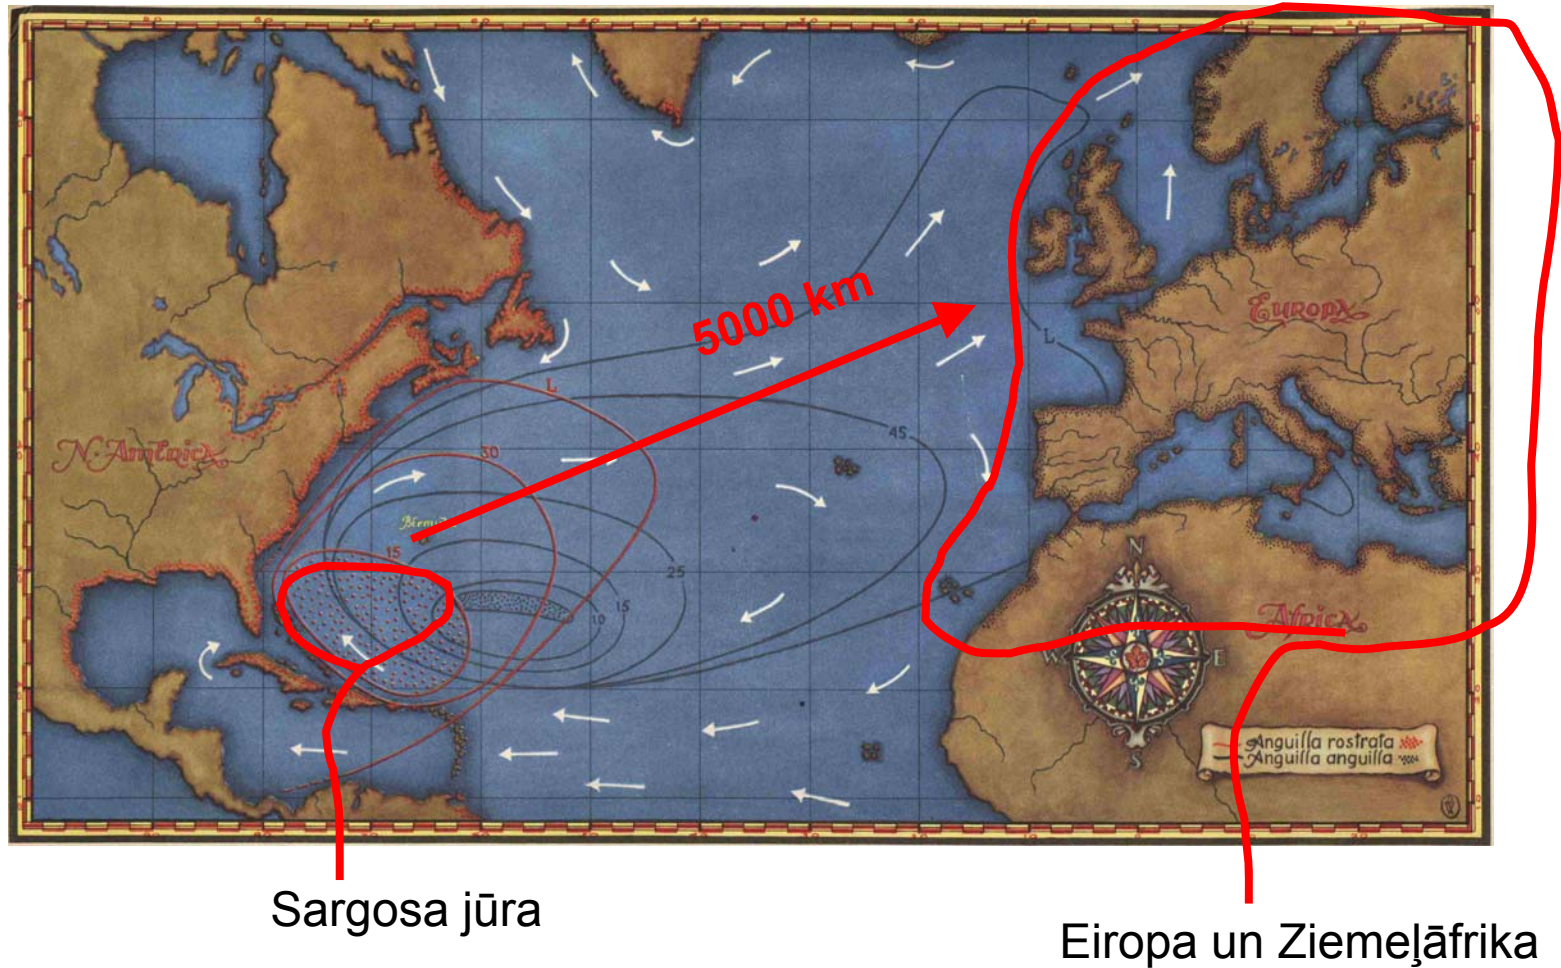 5000 km
Europa
L
L
45
N. America
30
Bermuda
15
25
15
10
N
Africa
W
E
S
Anguilla rostrata
Anguilla anguilla
Sargosa jūra
Eiropa un Ziemeļāfrika